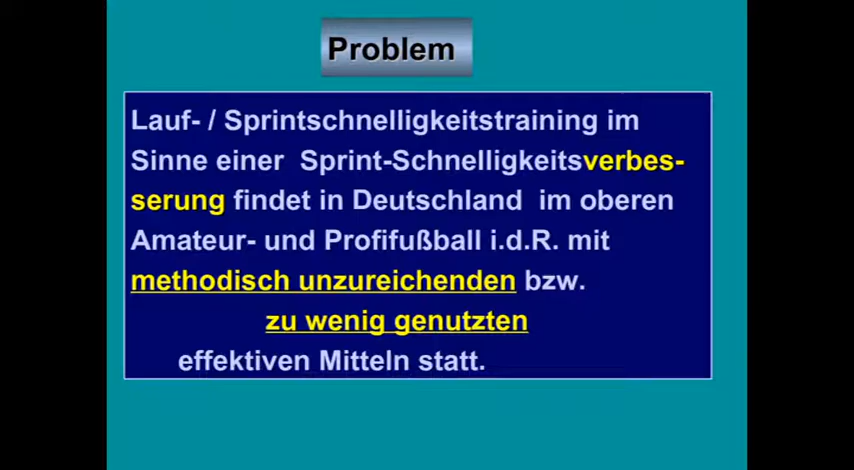 Problem
Lauf- / Sprintschnelligkeitstraining im
Sinne einer Sprint-Schnelligkeitsverbes-
serung findet in Deutschland im oberen
Amateur- und Profifußball i.d.R. mit
methodisch unzureichenden bzw.
zu wenig genutzten
effektiven Mitteln statt.